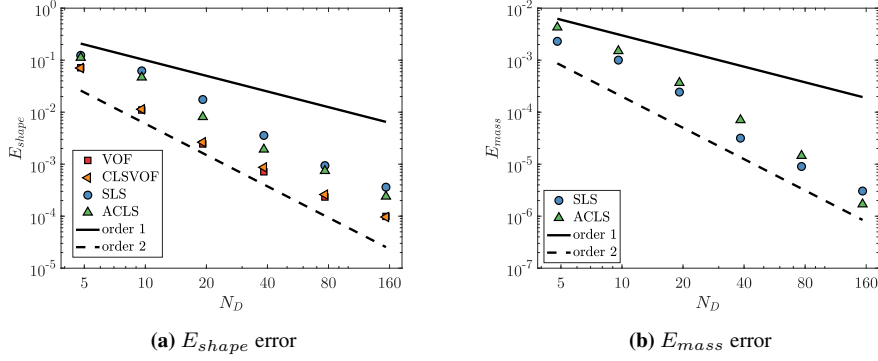 10^0
10^-1
10^-2
10^-3
10^-4
10^-5
E_shape
VOF
CLSVOF
SLS
ACLS
order 1
order 2
5 10 20 40 80 160
N_D
(a) E_shape error
10^-2
10^-3
10^-4
10^-5
10^-6
10^-7
E_mass
SLS
ACLS
order 1
order 2
5 10 20 40 80 160
N_D
(b) E_mass error